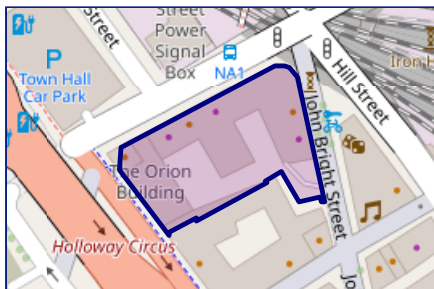 Street
Power
Signal
Box
Street
P
Town Hall
Car Park
NA1
Hill Street
Iron H
John Bright Street
The Orion
Building
Holloway Circus
Jo